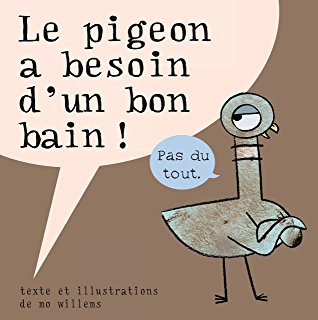 Le pigeon
a besoin
d'un bon
bain !
Pas du
tout.
texte et illustrations
de mo willems